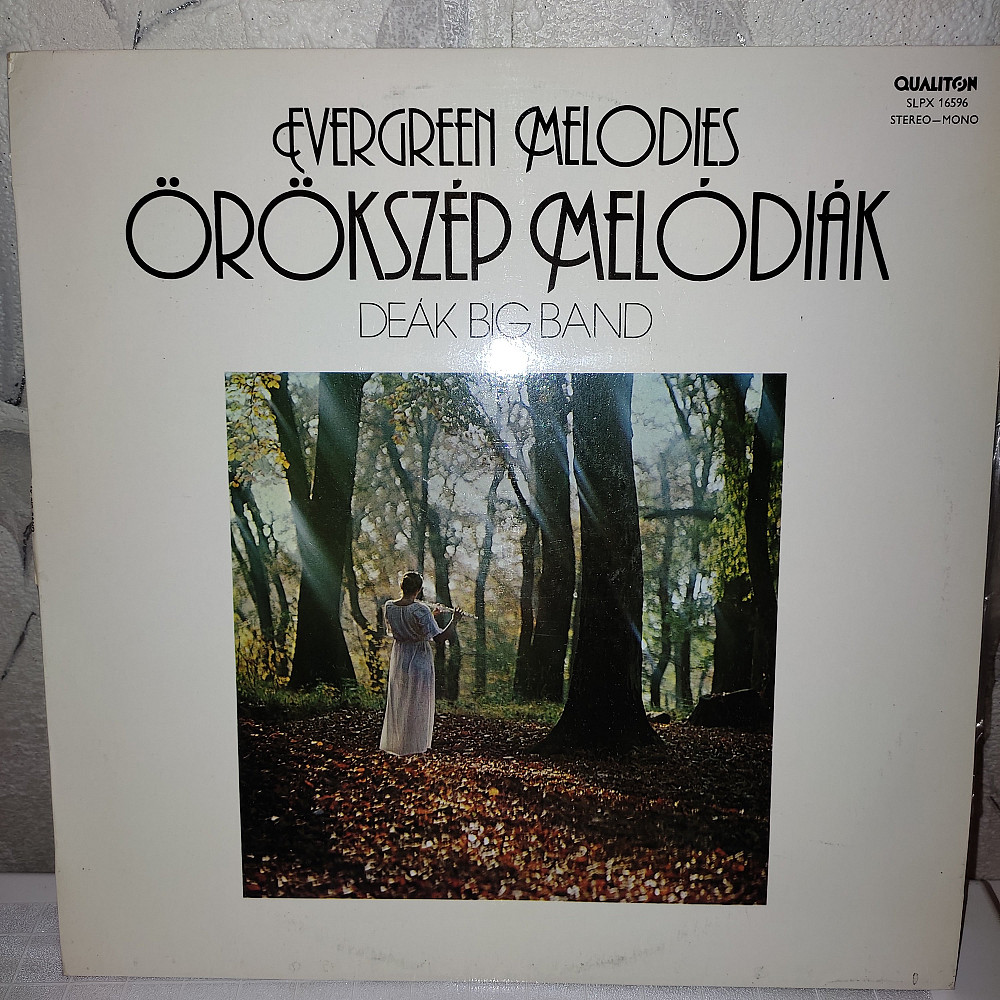 QUALITON
SLPX 16596
STEREO–MONO
EVERGREEN MELODIES
ÖRÖKSZÉP MELÓDIÁK
DEÁK BIG BAND